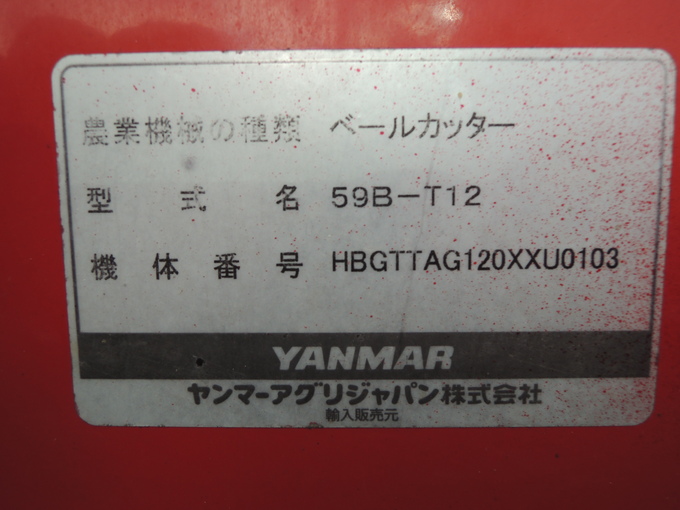 農業機械の種類 ベールカッター
型式名 59B-T12
機体番号 HBGTTAG120XXU0103
YANMAR
ヤンマーアグリジャパン株式会社
輸入販売元